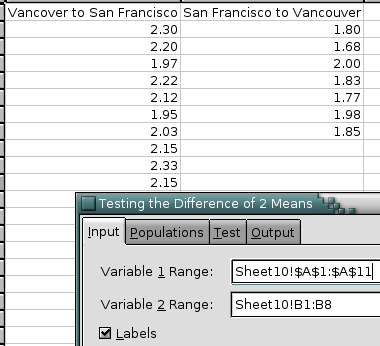 Vancover to San Francisco San Francisco to Vancouver
2.30 1.80
2.20 1.68
1.97 2.00
2.22 1.83
2.12 1.77
1.95 1.98
2.03 1.85
2.15
2.33
2.15
Testing the Difference of 2 Means
Input Populations Test Output
Variable 1 Range: Sheet10!$A$1:$A$11
Variable 2 Range: Sheet10!B1:B8
Labels